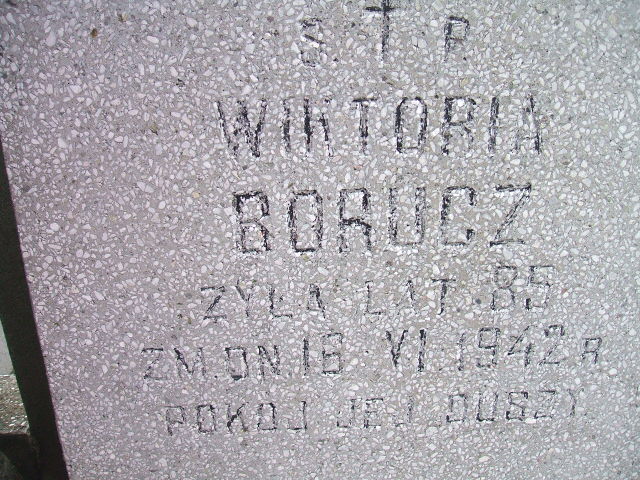 S. † P.
WIKTORIA
BORUCZ
ŻYŁA LAT 85
ZM. DN. 16 VI. 1942 R
POKÓJ JEJ DUSZY